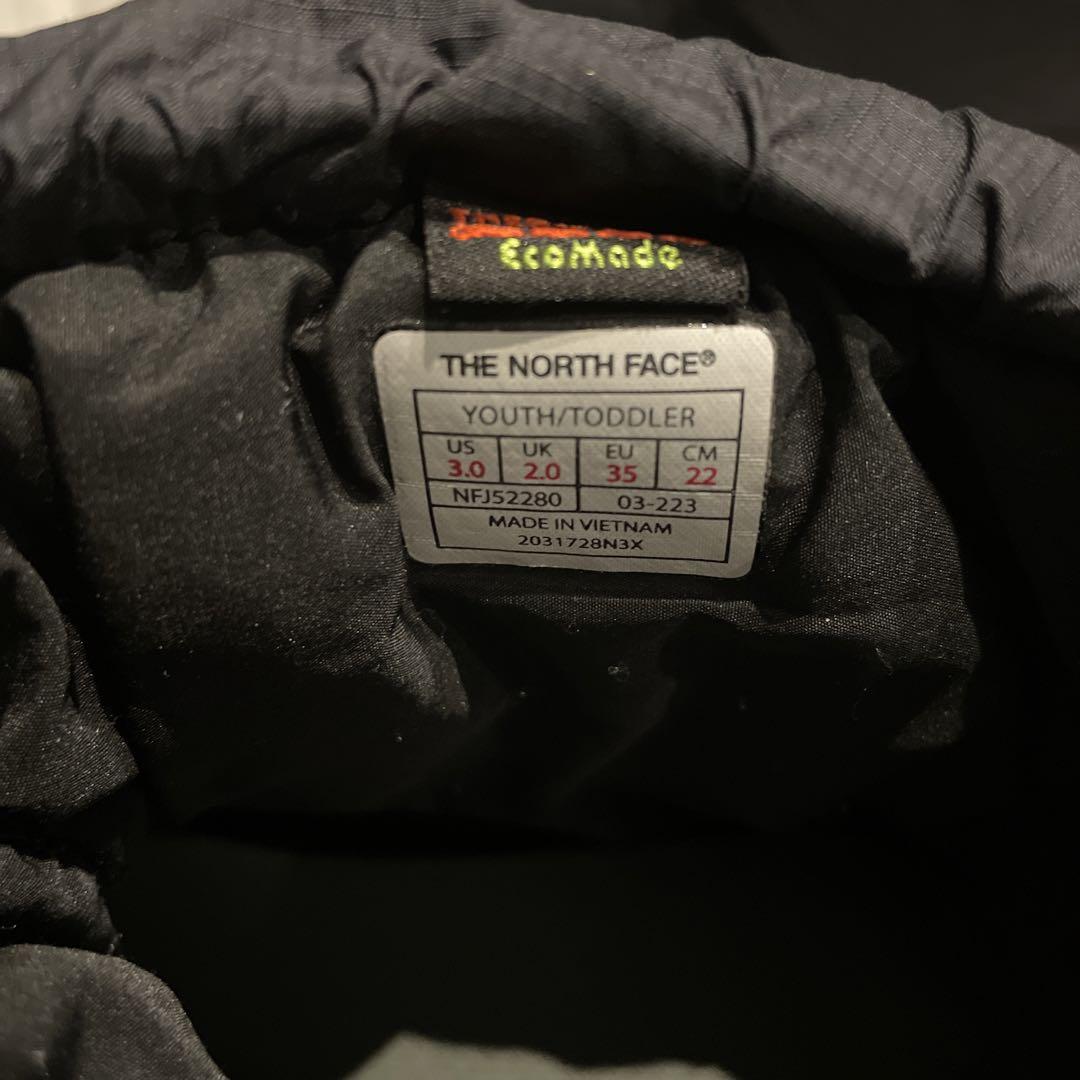 EcoMade
THE NORTH FACE®
YOUTH/TODDLER
US UK EU CM
3.0 2.0 35 22
NFJ52280 03-223
MADE IN VIETNAM
2031728N3X